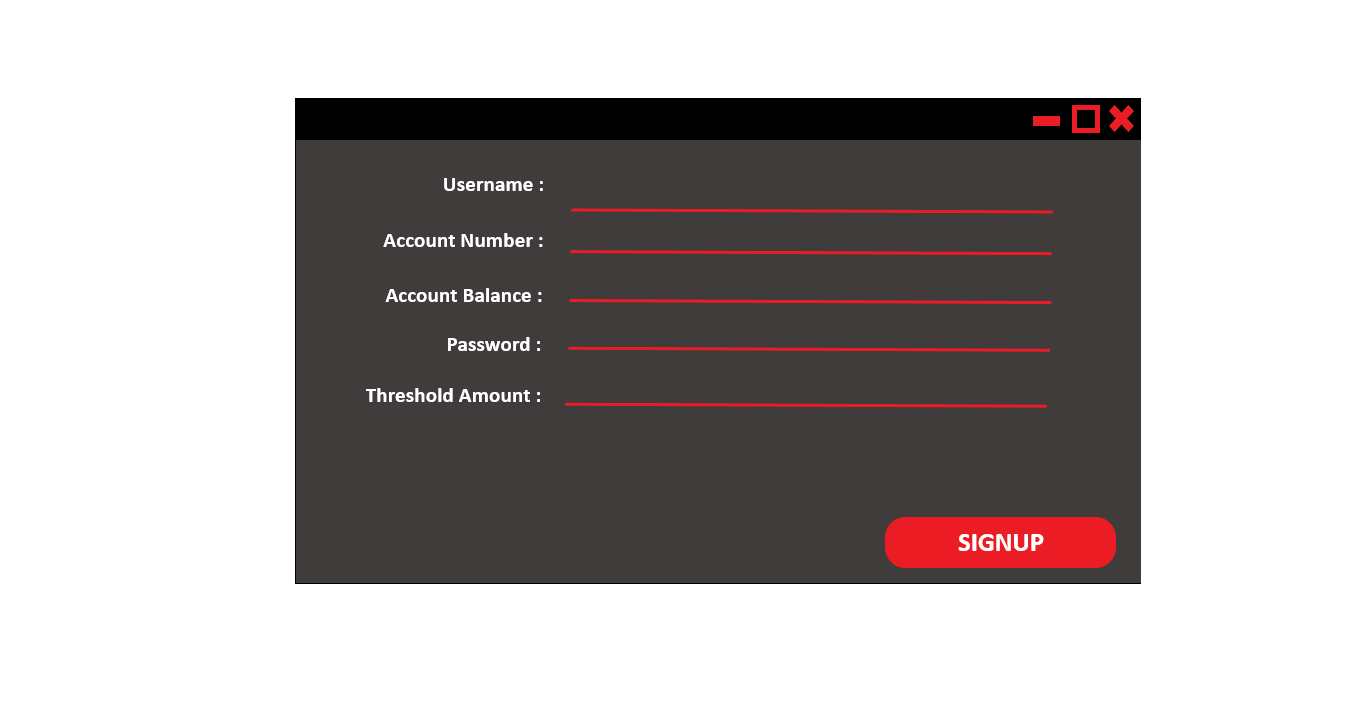 Username :
Account Number :
Account Balance :
Password :
Threshold Amount :
SIGNUP